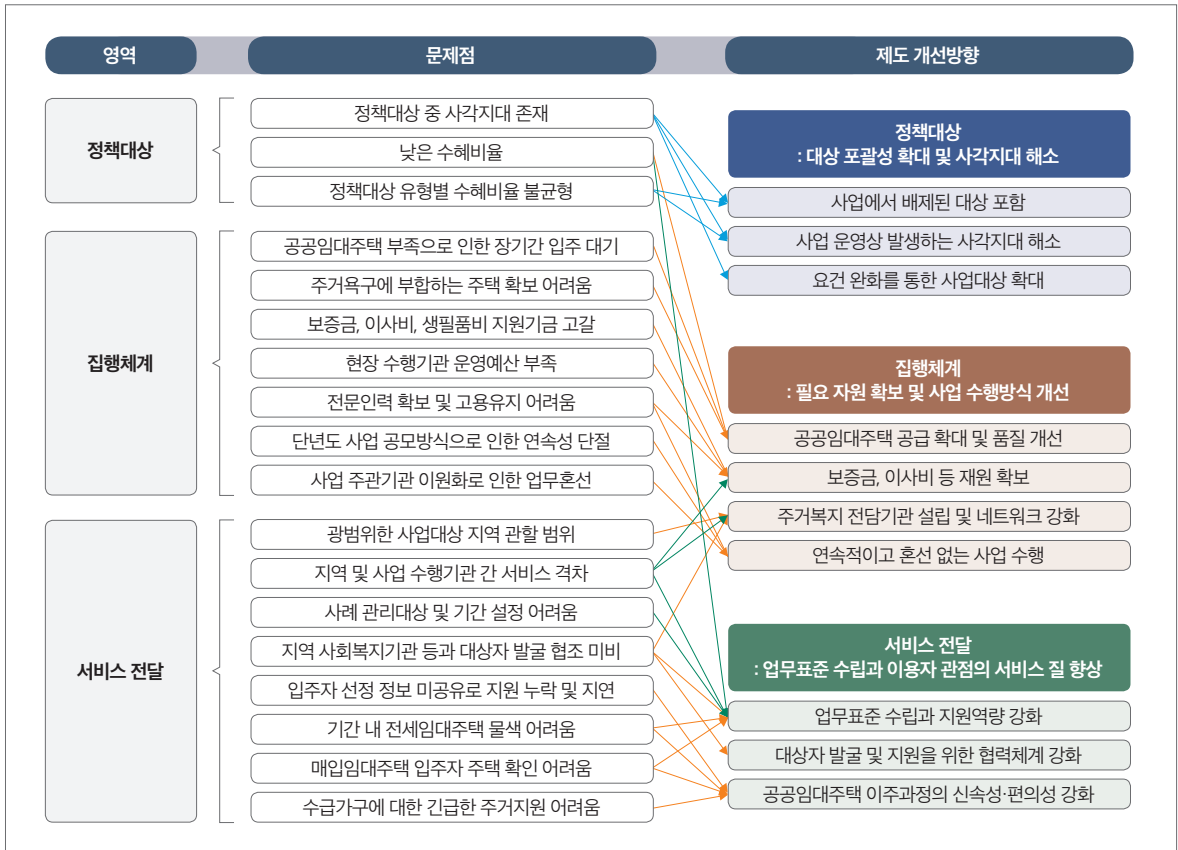 영역
문제점
제도 개선방향
정책대상
정책대상 중 사각지대 존재
낮은 수혜비율
정책대상 유형별 수혜비율 불균형
집행체계
공공임대주택 부족으로 인한 장기간 입주 대기
주거욕구에 부합하는 주택 확보 어려움
보증금, 이사비, 생필품비 지원기금 고갈
현장 수행기관 운영예산 부족
전문인력 확보 및 고용유지 어려움
단년도 사업 공모방식으로 인한 연속성 단절
사업 주관기관 이원화로 인한 업무혼선
서비스 전달
광범위한 사업대상 지역 관할 범위
지역 및 사업 수행기관 간 서비스 격차
사례 관리대상 및 기간 설정 어려움
지역 사회복지기관 등과 대상자 발굴 협조 미비
입주자 선정 정보 미공유로 지원 누락 및 지연
기간 내 전세임대주택 물색 어려움
매입임대주택 입주자 주택 확인 어려움
수급가구에 대한 긴급한 주거지원 어려움
정책대상
: 대상 포괄성 확대 및 사각지대 해소
사업에서 배제된 대상 포함
사업 운영상 발생하는 사각지대 해소
요건 완화를 통한 사업대상 확대
집행체계
: 필요 자원 확보 및 사업 수행방식 개선
공공임대주택 공급 확대 및 품질 개선
보증금, 이사비 등 재원 확보
주거복지 전담기관 설립 및 네트워크 강화
연속적이고 혼선 없는 사업 수행
서비스 전달
: 업무표준 수립과 이용자 관점의 서비스 질 향상
업무표준 수립과 지원역량 강화
대상자 발굴 및 지원을 위한 협력체계 강화
공공임대주택 이주과정의 신속성·편의성 강화